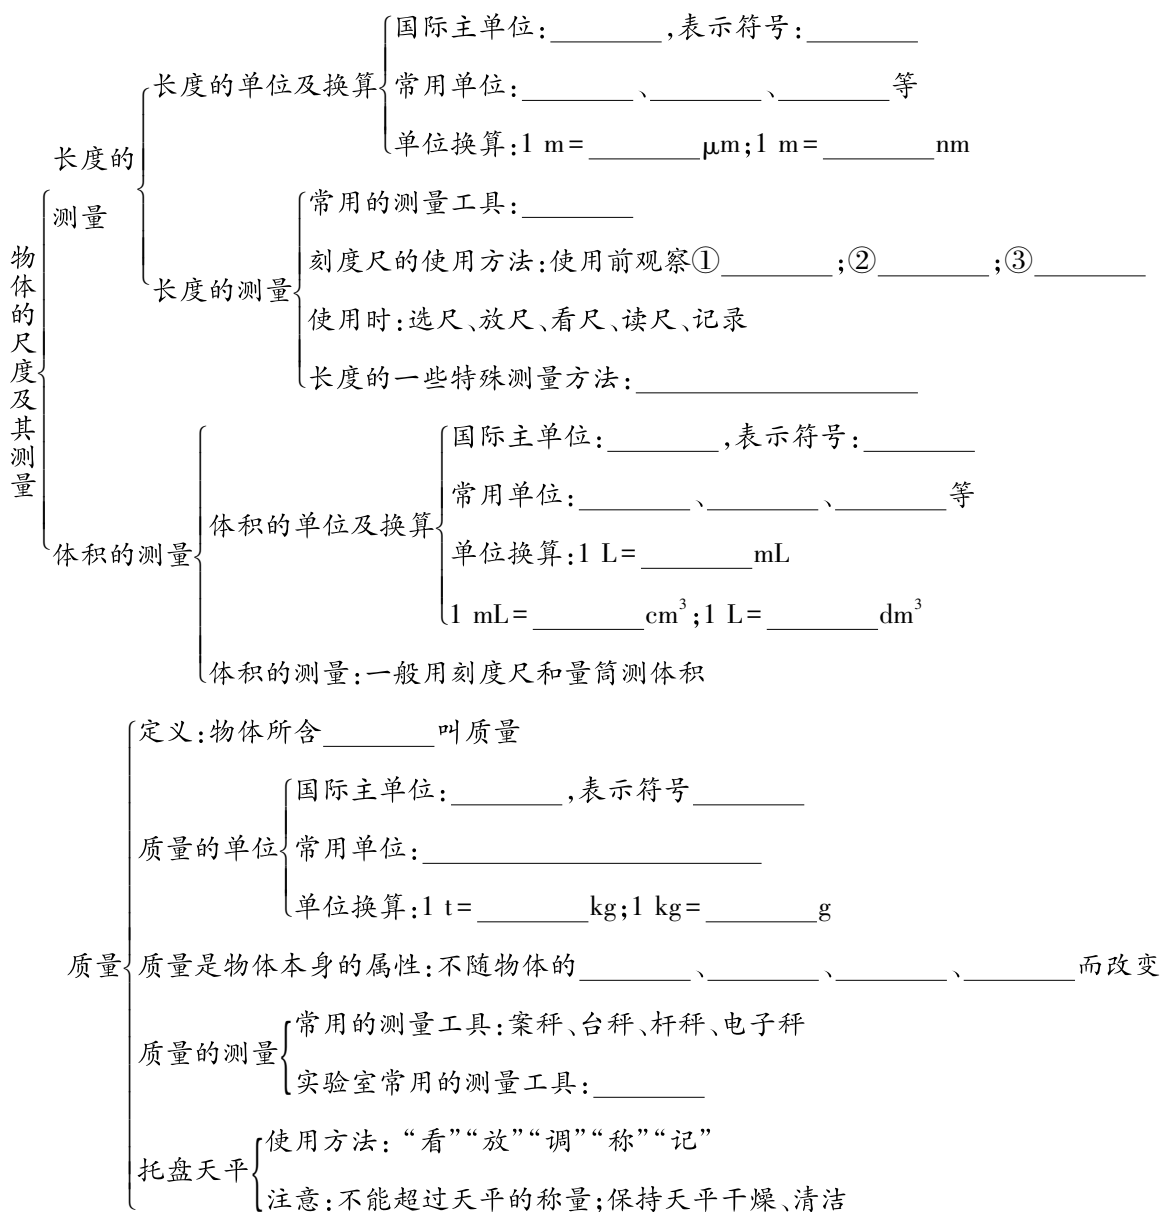 国际主单位:________,表示符号:________
长度的单位及换算
常用单位:________、________、________等
单位换算:1 m=________μm;1 m=________nm
长度的
测量
常用的测量工具:________
刻度尺的使用方法:使用前观察①________;②________;③________
长度的测量
使用时:选尺、放尺、看尺、读尺、记录
长度的一些特殊测量方法:____________________
物体的尺度及其测量
国际主单位:________,表示符号:________
常用单位:________、________、________等
体积的单位及换算
单位换算:1 L=________mL
1 mL=________cm³;1 L=________dm³
体积的测量
体积的测量:一般用刻度尺和量筒测体积
定义:物体所含________叫质量
国际主单位:________,表示符号________
质量的单位
常用单位:________________________
单位换算:1 t=________kg;1 kg=________g
质量
质量是物体本身的属性:不随物体的________、________、________、________而改变
常用的测量工具:案秤、台秤、杆秤、电子秤
质量的测量
实验室常用的测量工具:________
使用方法:“看”“放”“调”“称”“记”
托盘天平
注意:不能超过天平的称量;保持天平干燥、清洁